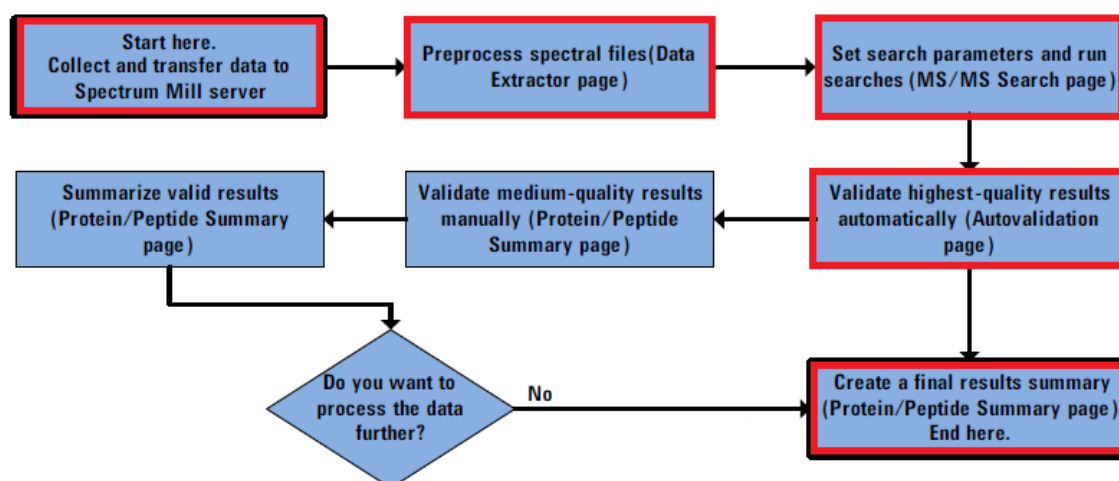 Start here.
Collect and transfer data to
Spectrum Mill server
Preprocess spectral files(Data
Extractor page)
Set search parameters and run
searches (MS/MS Search page)
Summarize valid results
(Protein/Peptide Summary
page)
Validate medium-quality results
manually (Protein/Peptide
Summary page)
Validate highest-quality results
automatically (Autovalidation
page)
Do you want to
process the data
further?
No
Create a final results summary
(Protein/Peptide Summary page)
End here.